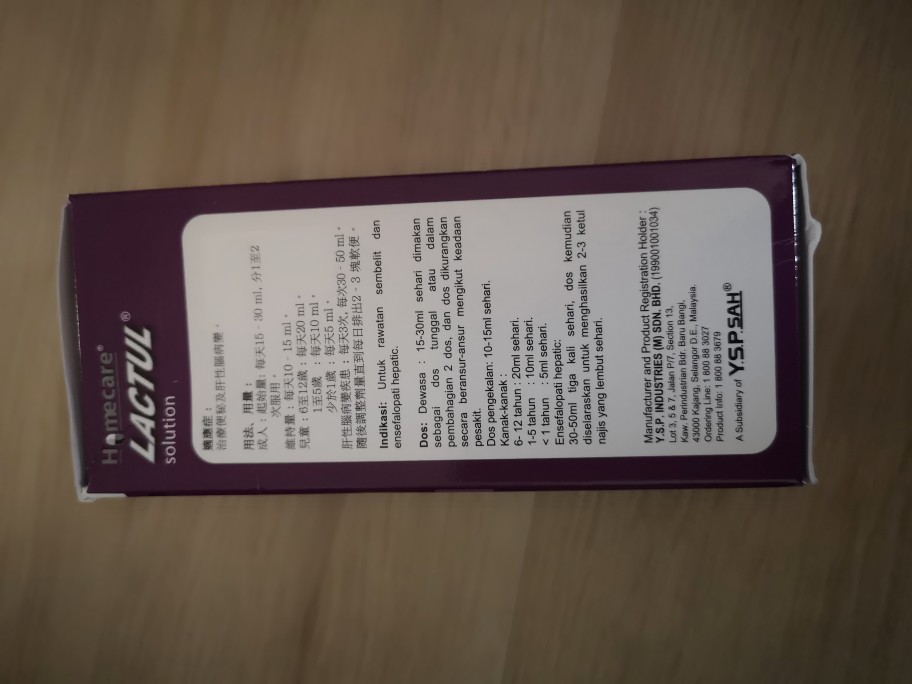 Homecare®
LACTUL®
solution
適應症：
治療便秘及肝性腦病變。
用法、用量：
成人：起始量：每天15 - 30 ml, 分1至2
次服用。
維持量：每天10 - 15 ml。
兒童：6至12歲：每天20 ml。
1至5歲：每天10 ml。
少於1歲：每天5 ml。
肝性腦病變疾患：每天3次, 每次30 - 50 ml。
隨後調整劑量直到每日排出2 - 3 塊軟便。
Indikasi: Untuk rawatan sembelit dan
ensefalopati hepatic.
Dos: Dewasa : 15-30ml sehari dimakan
sebagai dos tunggal atau dalam
pembahagian 2 dos, dan dos dikurangkan
secara beransur-ansur mengikut keadaan
pesakit.
Dos pengekalan: 10-15ml sehari.
Kanak-kanak :
6- 12 tahun : 20ml sehari.
1-5 tahun : 10ml sehari.
< 1 tahun : 5ml sehari.
Ensefalopati hepatic:
30-50ml tiga kali sehari, dos kemudian
diselaraskan untuk menghasilkan 2-3 ketul
najis yang lembut sehari.
Manufacturer and Product Registration Holder :
Y.S.P. INDUSTRIES (M) SDN. BHD. (199001001034)
Lot 3, 5 & 7, Jalan P/7, Section 13,
Kaw. Perindustrian Bdr. Baru Bangi,
43000 Kajang, Selangor D.E., Malaysia.
Ordering Line: 1 800 88 3027
Product Info: 1 800 88 3679
A Subsidiary of Y.S.P.SAH®